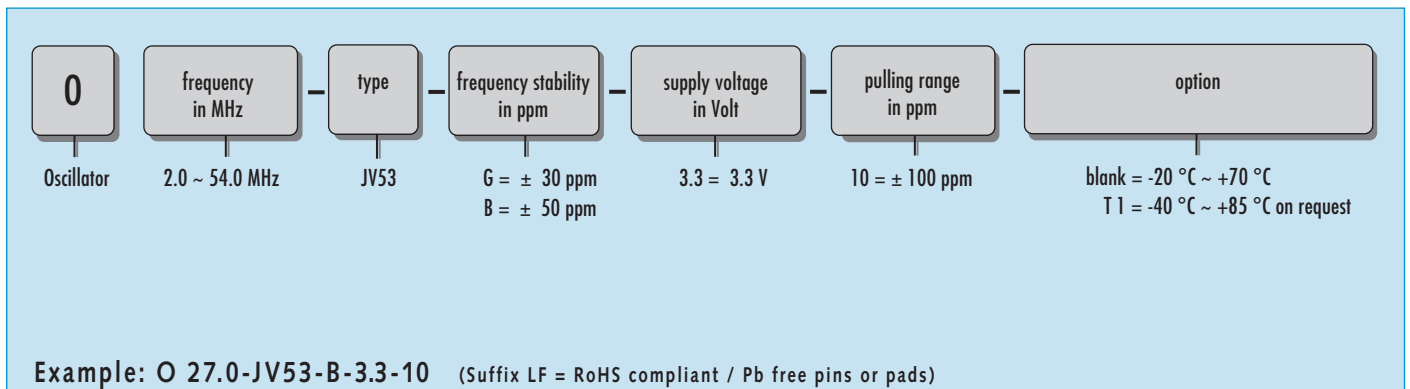 O
frequency
in MHz
–
type
–
frequency stability
in ppm
–
supply voltage
in Volt
–
pulling range
in ppm
–
option
Oscillator
2.0 ~ 54.0 MHz
JV53
G = ± 30 ppm
B = ± 50 ppm
3.3 = 3.3 V
10 = ± 100 ppm
blank = -20 °C ~ +70 °C
T 1 = -40 °C ~ +85 °C on request
Example: O 27.0-JV53-B-3.3-10 (Suffix LF = RoHS compliant / Pb free pins or pads)